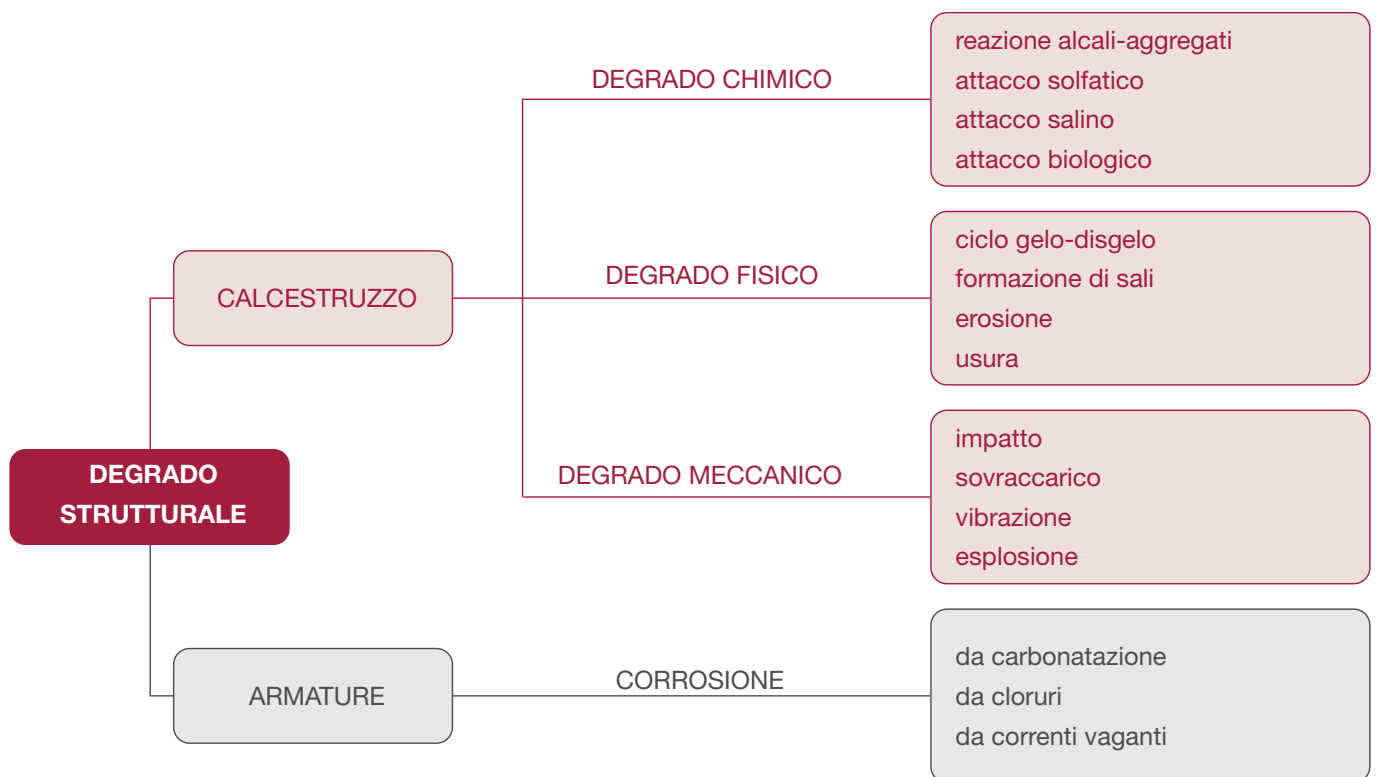 DEGRADO
STRUTTURALE
CALCESTRUZZO
DEGRADO CHIMICO
reazione alcali-aggregati
attacco solfatico
attacco salino
attacco biologico
DEGRADO FISICO
ciclo gelo-disgelo
formazione di sali
erosione
usura
DEGRADO MECCANICO
impatto
sovraccarico
vibrazione
esplosione
ARMATURE
CORROSIONE
da carbonatazione
da cloruri
da correnti vaganti